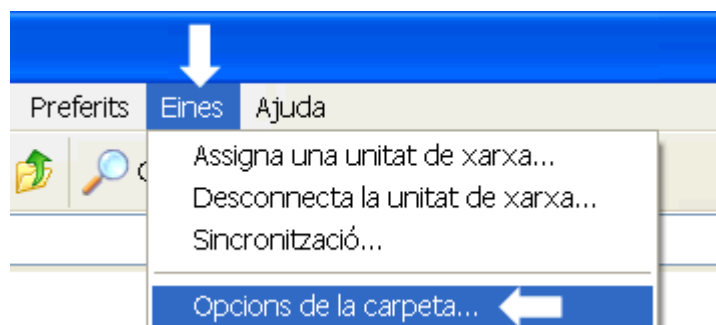 Preferits Eines Ajuda
Assigna una unitat de xarxa...
Desconnecta la unitat de xarxa...
Sincronització...
Opcions de la carpeta...